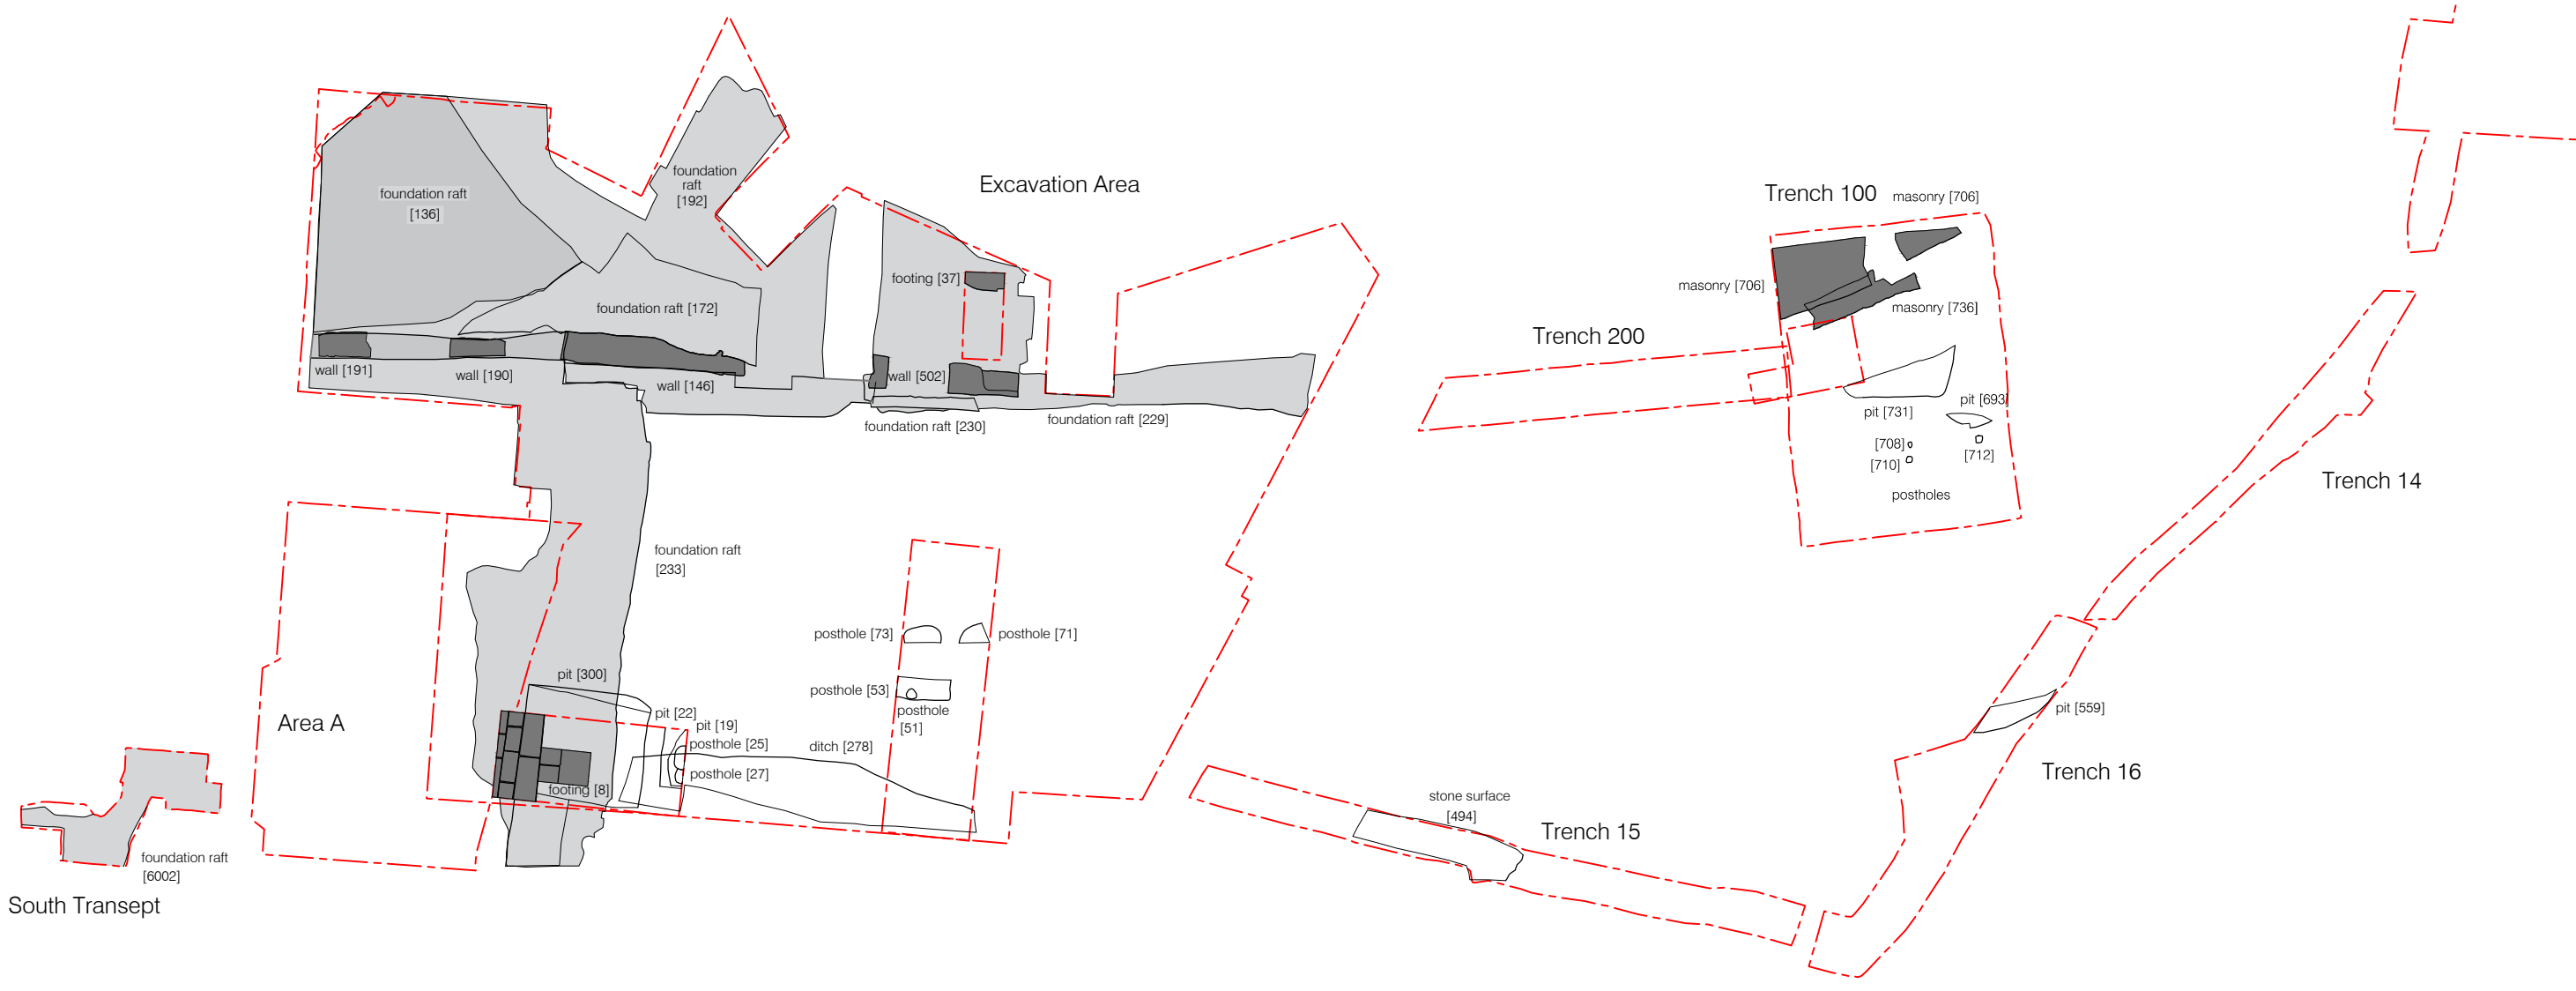 Excavation Area
Trench 100
masonry [706]
foundation
raft
[192]
foundation raft
[136]
footing [37]
masonry [706]
masonry [736]
foundation raft [172]
Trench 200
wall [191]
wall [190]
wall [146]
wall [502]
foundation raft [230]
foundation raft [229]
pit [731]
pit [693]
[708]
[710]
[712]
postholes
Trench 14
foundation raft
[233]
posthole [73]
posthole [71]
posthole [53]
posthole
[51]
pit [300]
pit [22]
pit [19]
posthole [25]
posthole [27]
ditch [278]
footing [8]
Area A
pit [559]
Trench 16
stone surface
[494]
Trench 15
foundation raft
[6002]
South Transept